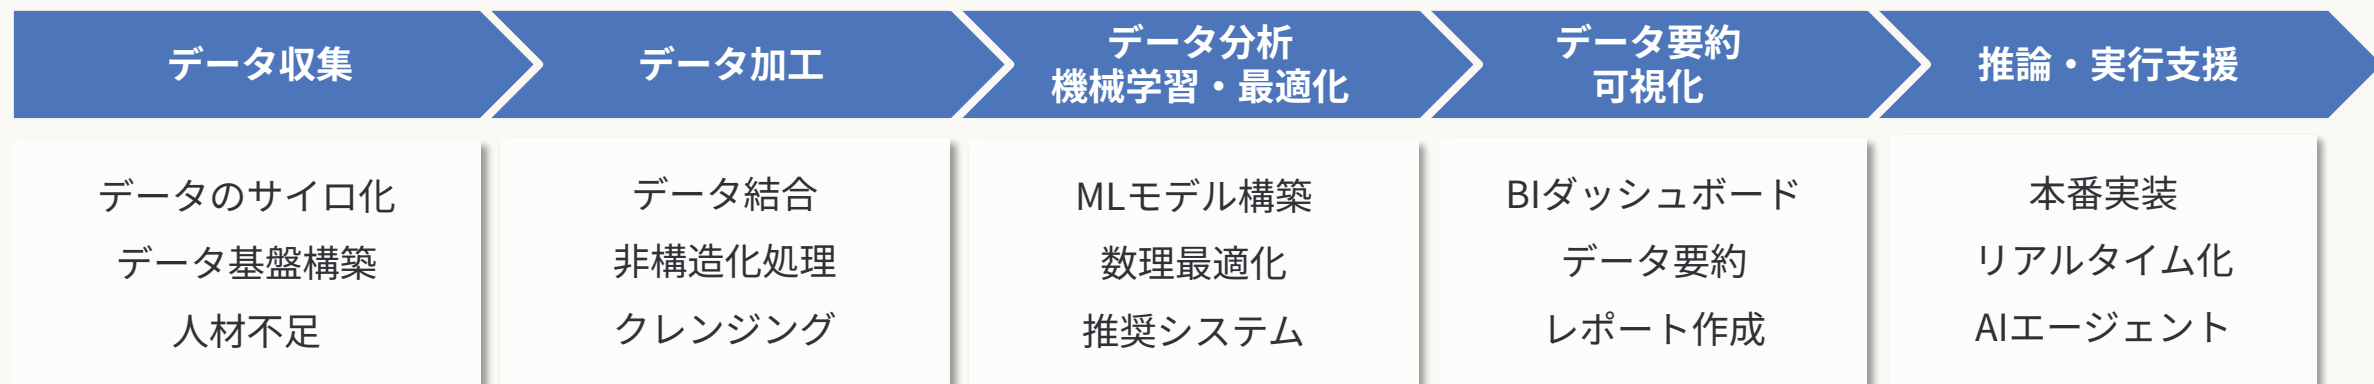 データ収集
データ加工
データ分析
機械学習・最適化
データ要約
可視化
推論・実行支援
データのサイロ化
データ基盤構築
人材不足
データ結合
非構造化処理
クレンジング
MLモデル構築
数理最適化
推奨システム
BIダッシュボード
データ要約
レポート作成
本番実装
リアルタイム化
AIエージェント